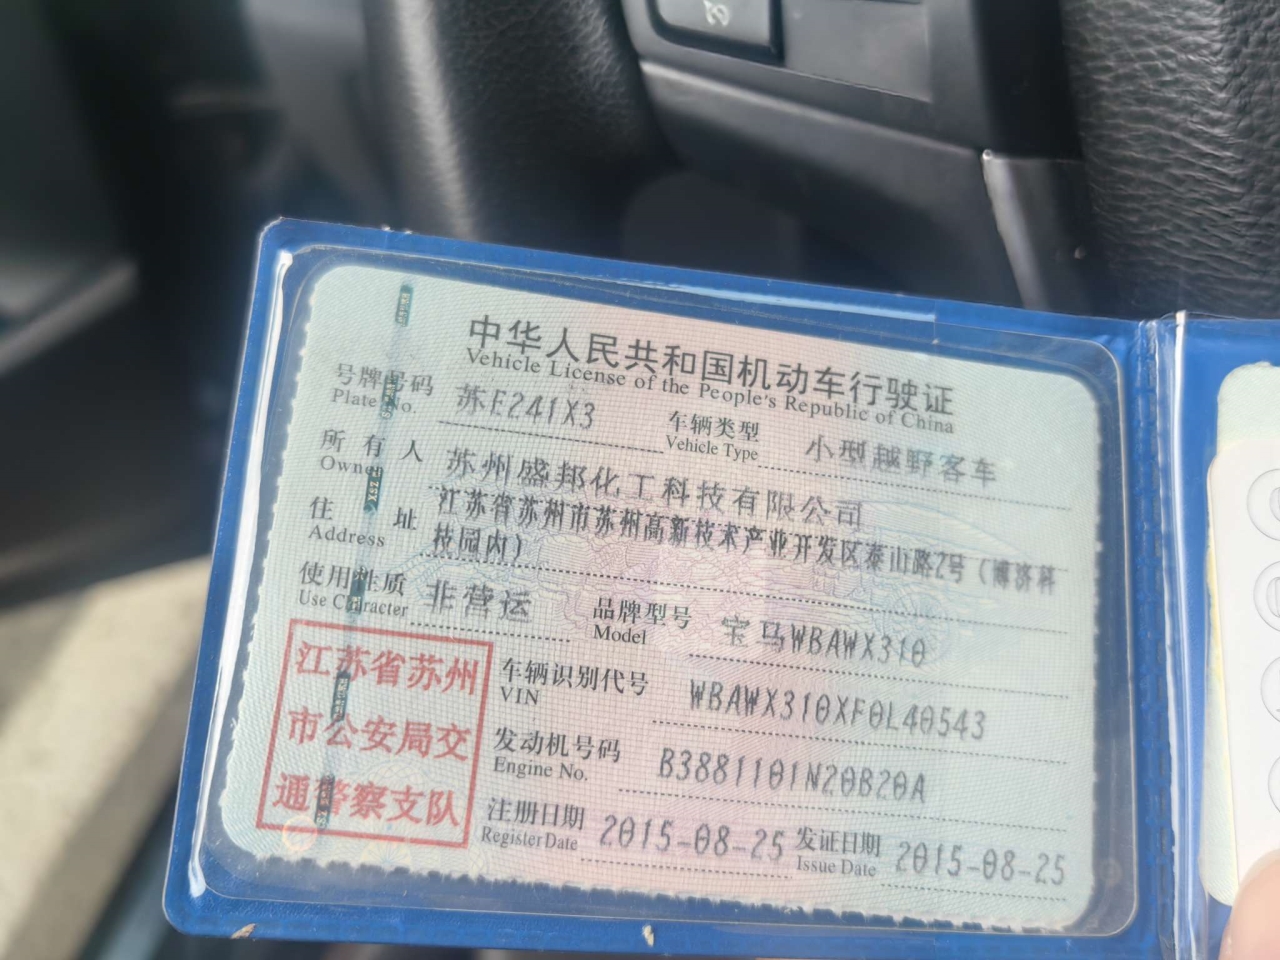 中华人民共和国机动车行驶证
Vehicle License of the People's Republic of China
号牌号码 苏E241X3 车辆类型 小型越野客车
Plate No. Vehicle Type
所有人 苏州盛邦化工科技有限公司
Owner
住址 江苏省苏州市苏州高新技术产业开发区泰山路2号（博济科
Address 技园内）
使用性质 非营运 品牌型号 宝马WBAWX310
Use Character Model
江苏省苏州
市公安局交
通警察支队
车辆识别代号 WBAWX310XF0L40543
VIN
发动机号码 B3881101N20B20A
Engine No.
注册日期 2015-08-25 发证日期 2015-08-25
Register Date Issue Date